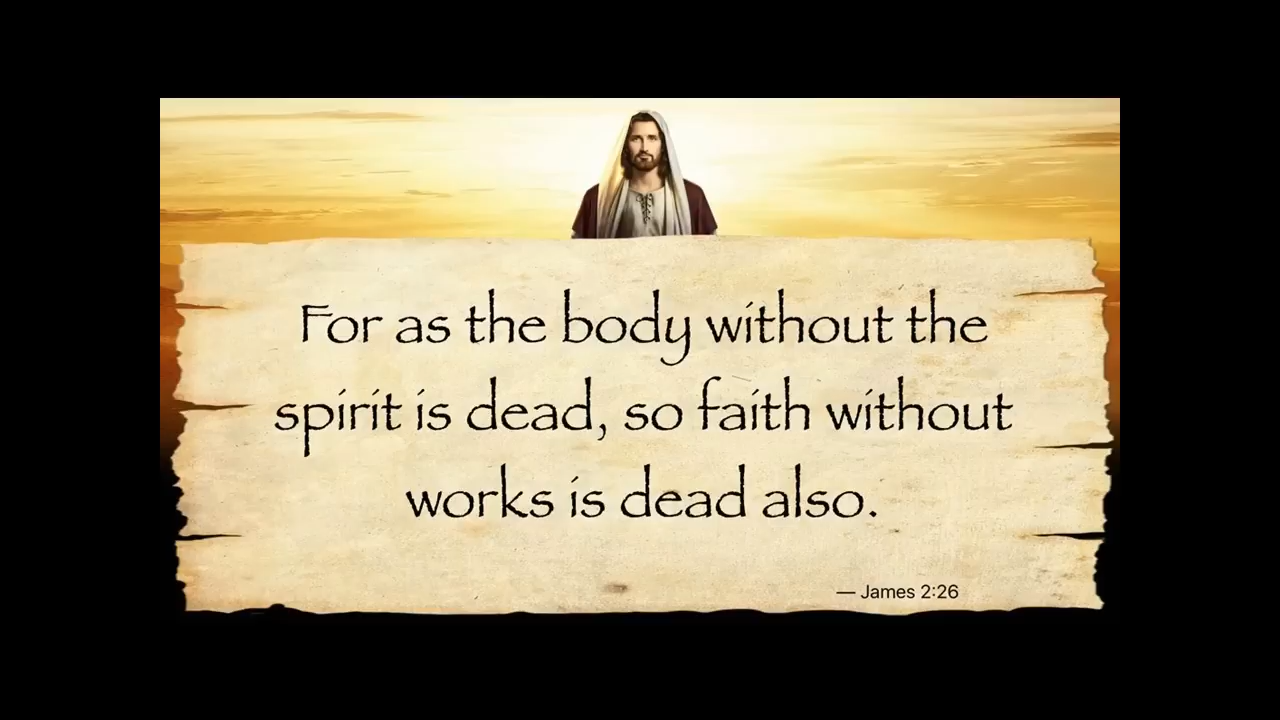 For as the body without the
spirit is dead, so faith without
works is dead also.
— James 2:26